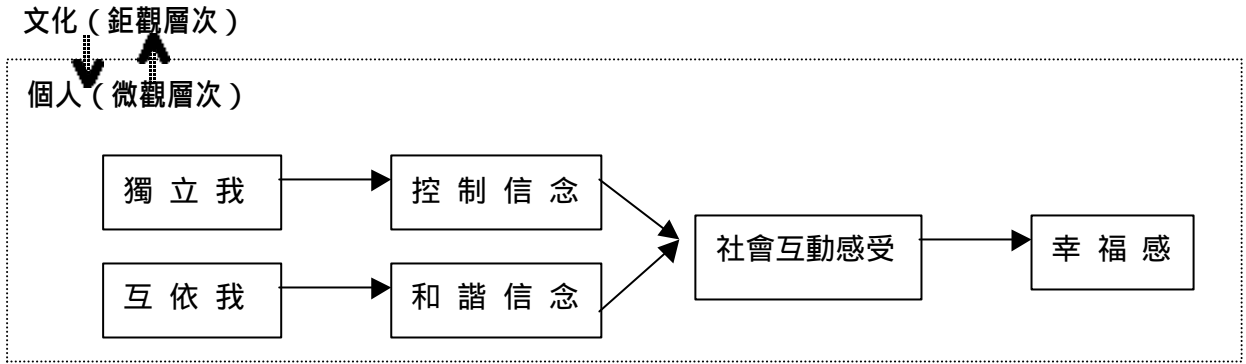 文化（鉅觀層次）
個人（微觀層次）
獨立我
控制信念
社會互動感受
幸福感
互依我
和諧信念